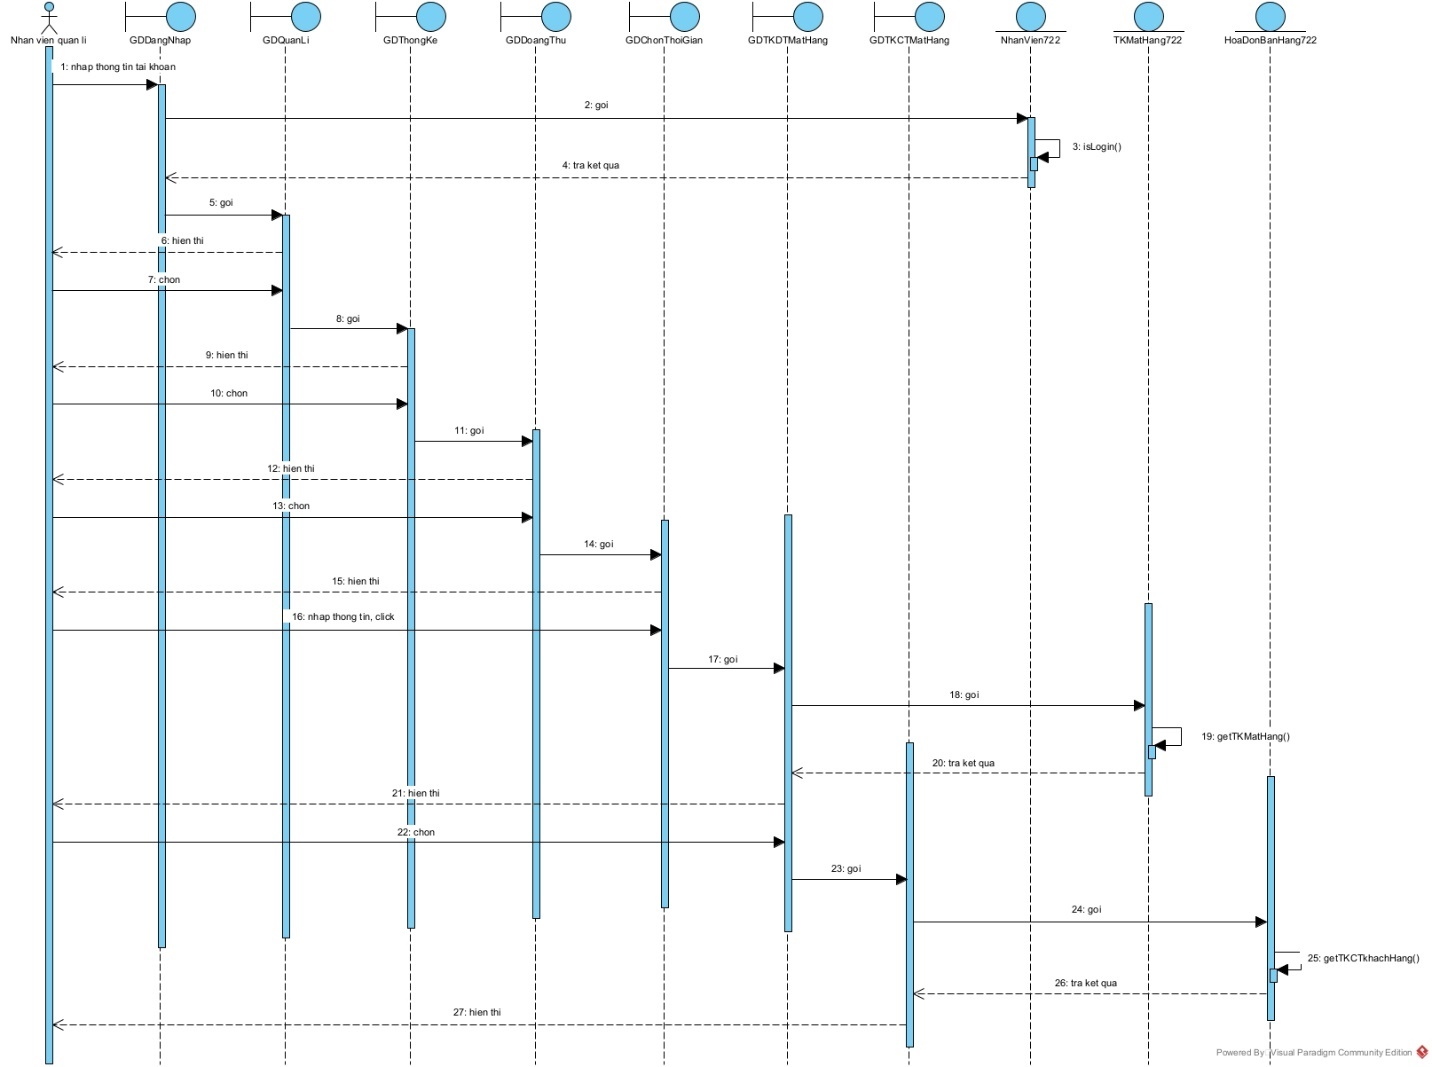 Nhan vien quan li
GDDangNhap
GDQuanLi
GDThongKe
GDDoangThu
GDChonThoiGian
GDTKDTMatHang
GDTKCTMatHang
NhanVien722
TKMatHang722
HoaDonBanHang722
1: nhap thong tin tai khoan
2: goi
3: isLogin()
4: tra ket qua
5: goi
6: hien thi
7: chon
8: goi
9: hien thi
10: chon
11: goi
12: hien thi
13: chon
14: goi
15: hien thi
16: nhap thong tin, click
17: goi
18: goi
19: getTKMatHang()
20: tra ket qua
21: hien thi
22: chon
23: goi
24: goi
25: getTKCTkhachHang()
26: tra ket qua
27: hien thi
Powered By: Visual Paradigm Community Edition